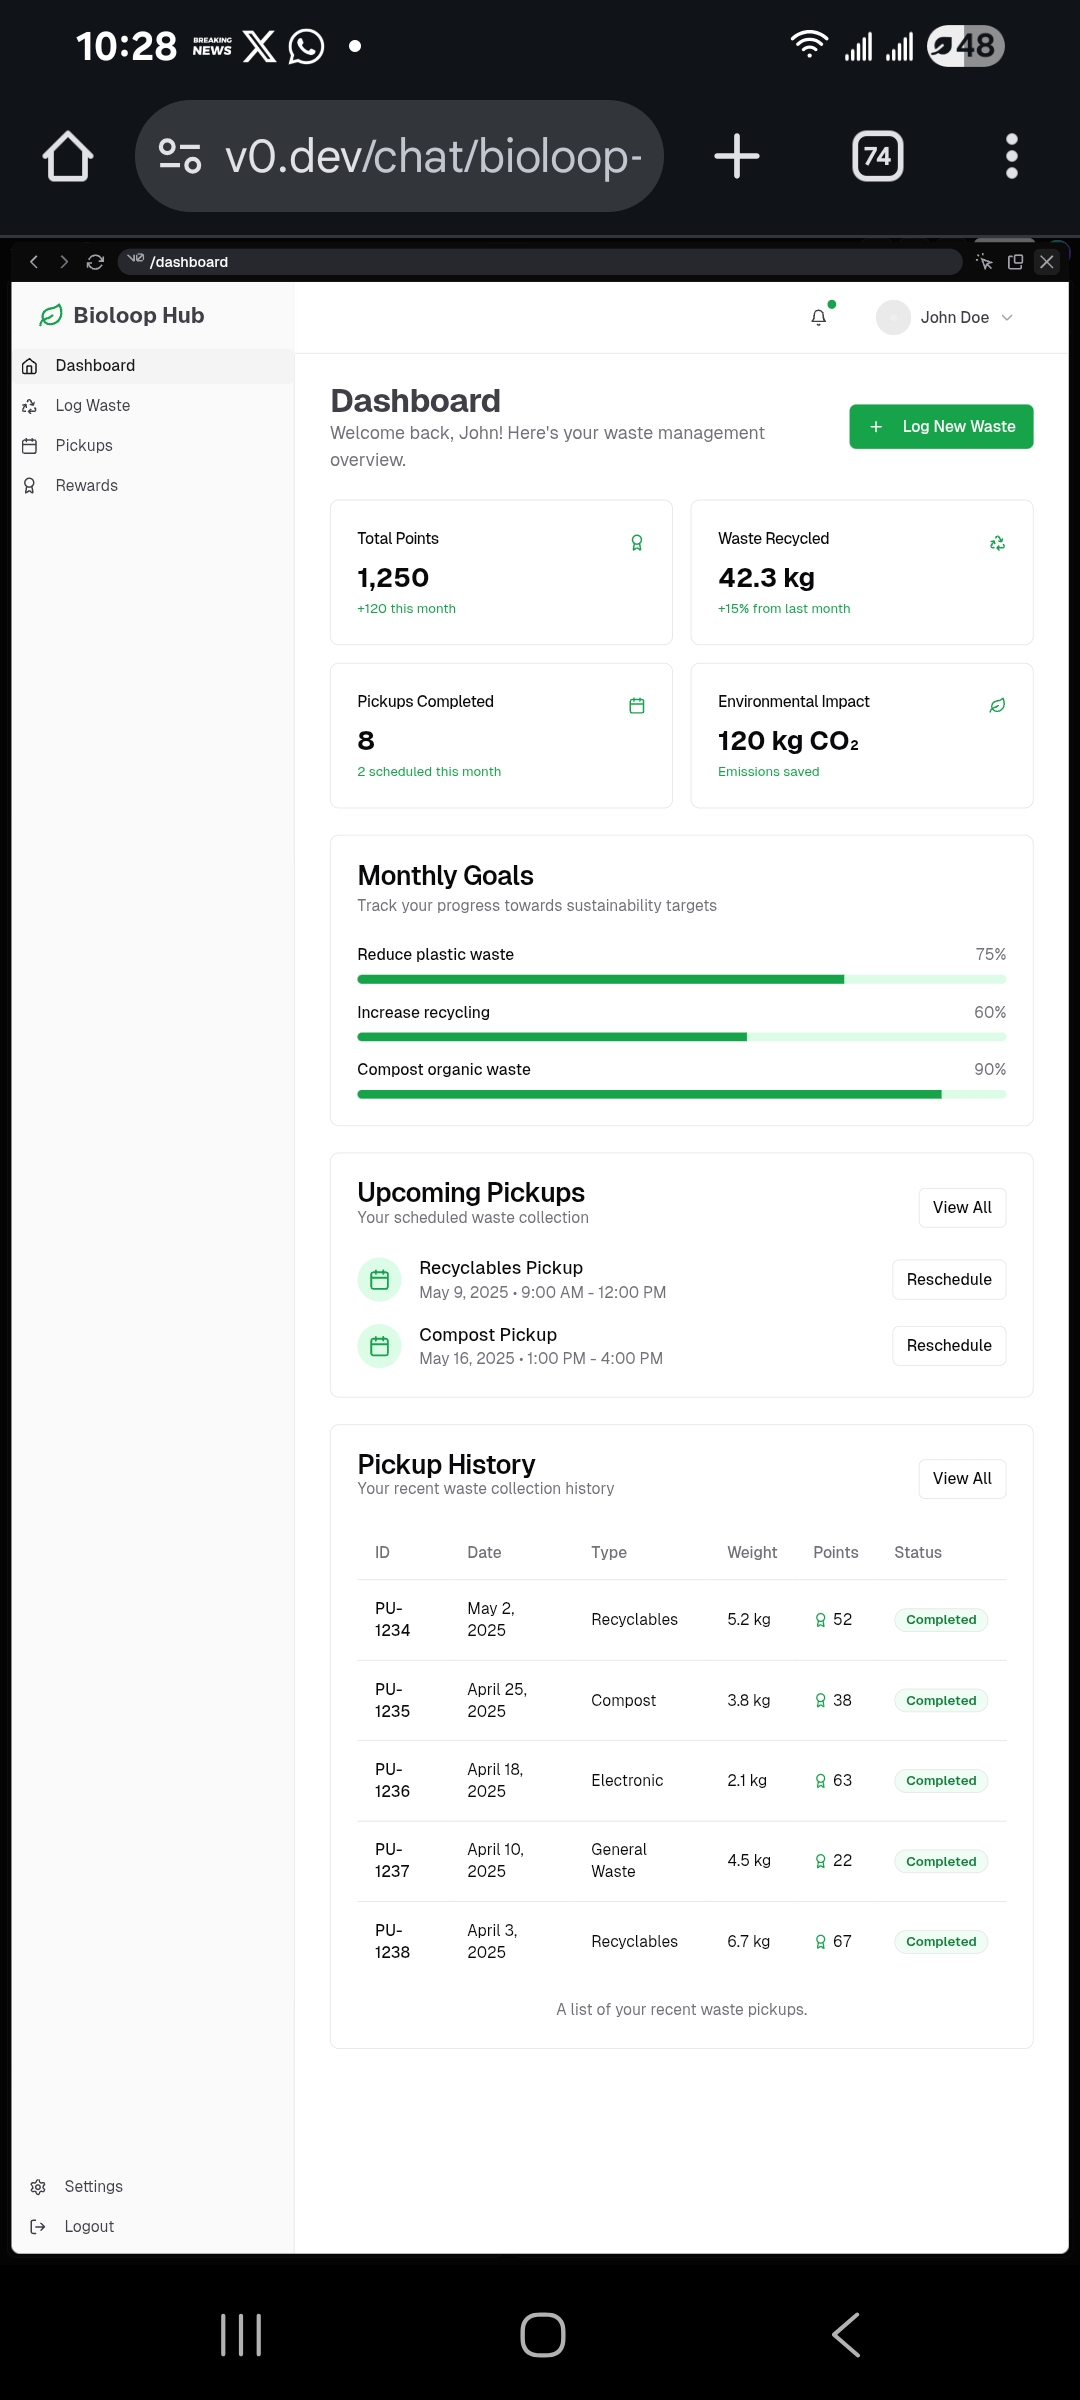 10:28 BREAKING NEWS 48
v0.dev/chat/bioloop- 74
/dashboard
Bioloop Hub
John Doe
Dashboard
Log Waste
Pickups
Rewards
Dashboard
Welcome back, John! Here's your waste management
overview.
Log New Waste
Total Points
1,250
+120 this month
Waste Recycled
42.3 kg
+15% from last month
Pickups Completed
8
2 scheduled this month
Environmental Impact
120 kg CO₂
Emissions saved
Monthly Goals
Track your progress towards sustainability targets
Reduce plastic waste 75%
Increase recycling 60%
Compost organic waste 90%
Upcoming Pickups
Your scheduled waste collection
View All
Recyclables Pickup
May 9, 2025 • 9:00 AM - 12:00 PM
Reschedule
Compost Pickup
May 16, 2025 • 1:00 PM - 4:00 PM
Reschedule
Pickup History
Your recent waste collection history
View All
ID Date Type Weight Points Status
PU-
1234
May 2,
2025
Recyclables 5.2 kg 52 Completed
PU-
1235
April 25,
2025
Compost 3.8 kg 38 Completed
PU-
1236
April 18,
2025
Electronic 2.1 kg 63 Completed
PU-
1237
April 10,
2025
General
Waste
4.5 kg 22 Completed
PU-
1238
April 3,
2025
Recyclables 6.7 kg 67 Completed
A list of your recent waste pickups.
Settings
Logout